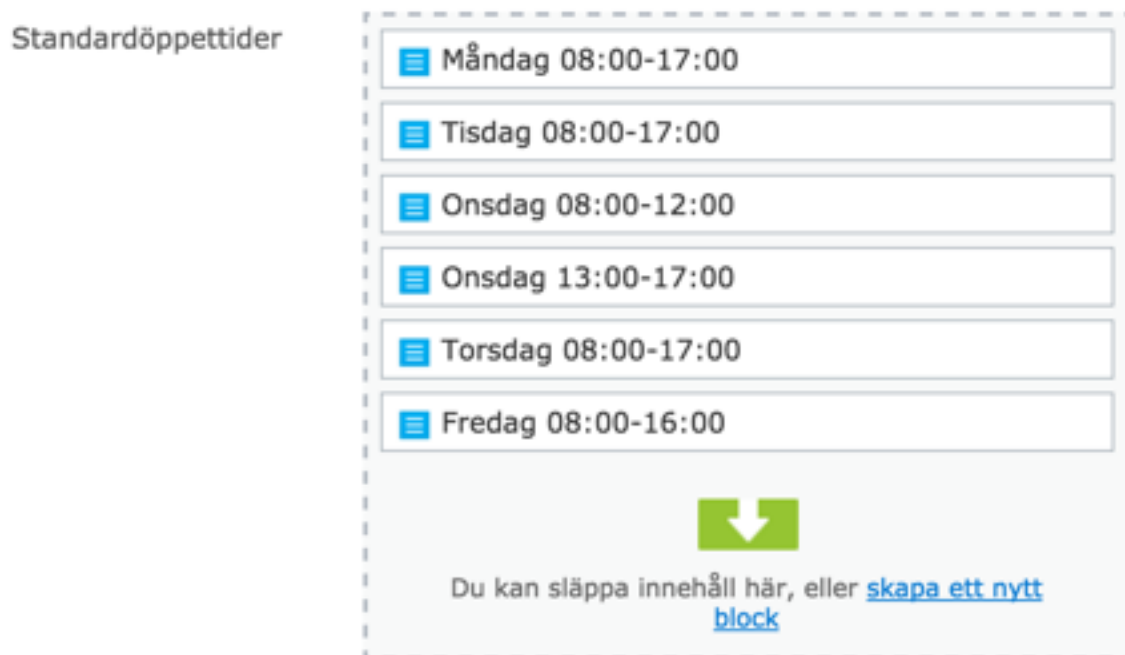 Standardöppettider
Måndag 08:00-17:00
Tisdag 08:00-17:00
Onsdag 08:00-12:00
Onsdag 13:00-17:00
Torsdag 08:00-17:00
Fredag 08:00-16:00
Du kan släppa innehåll här, eller skapa ett nytt
block